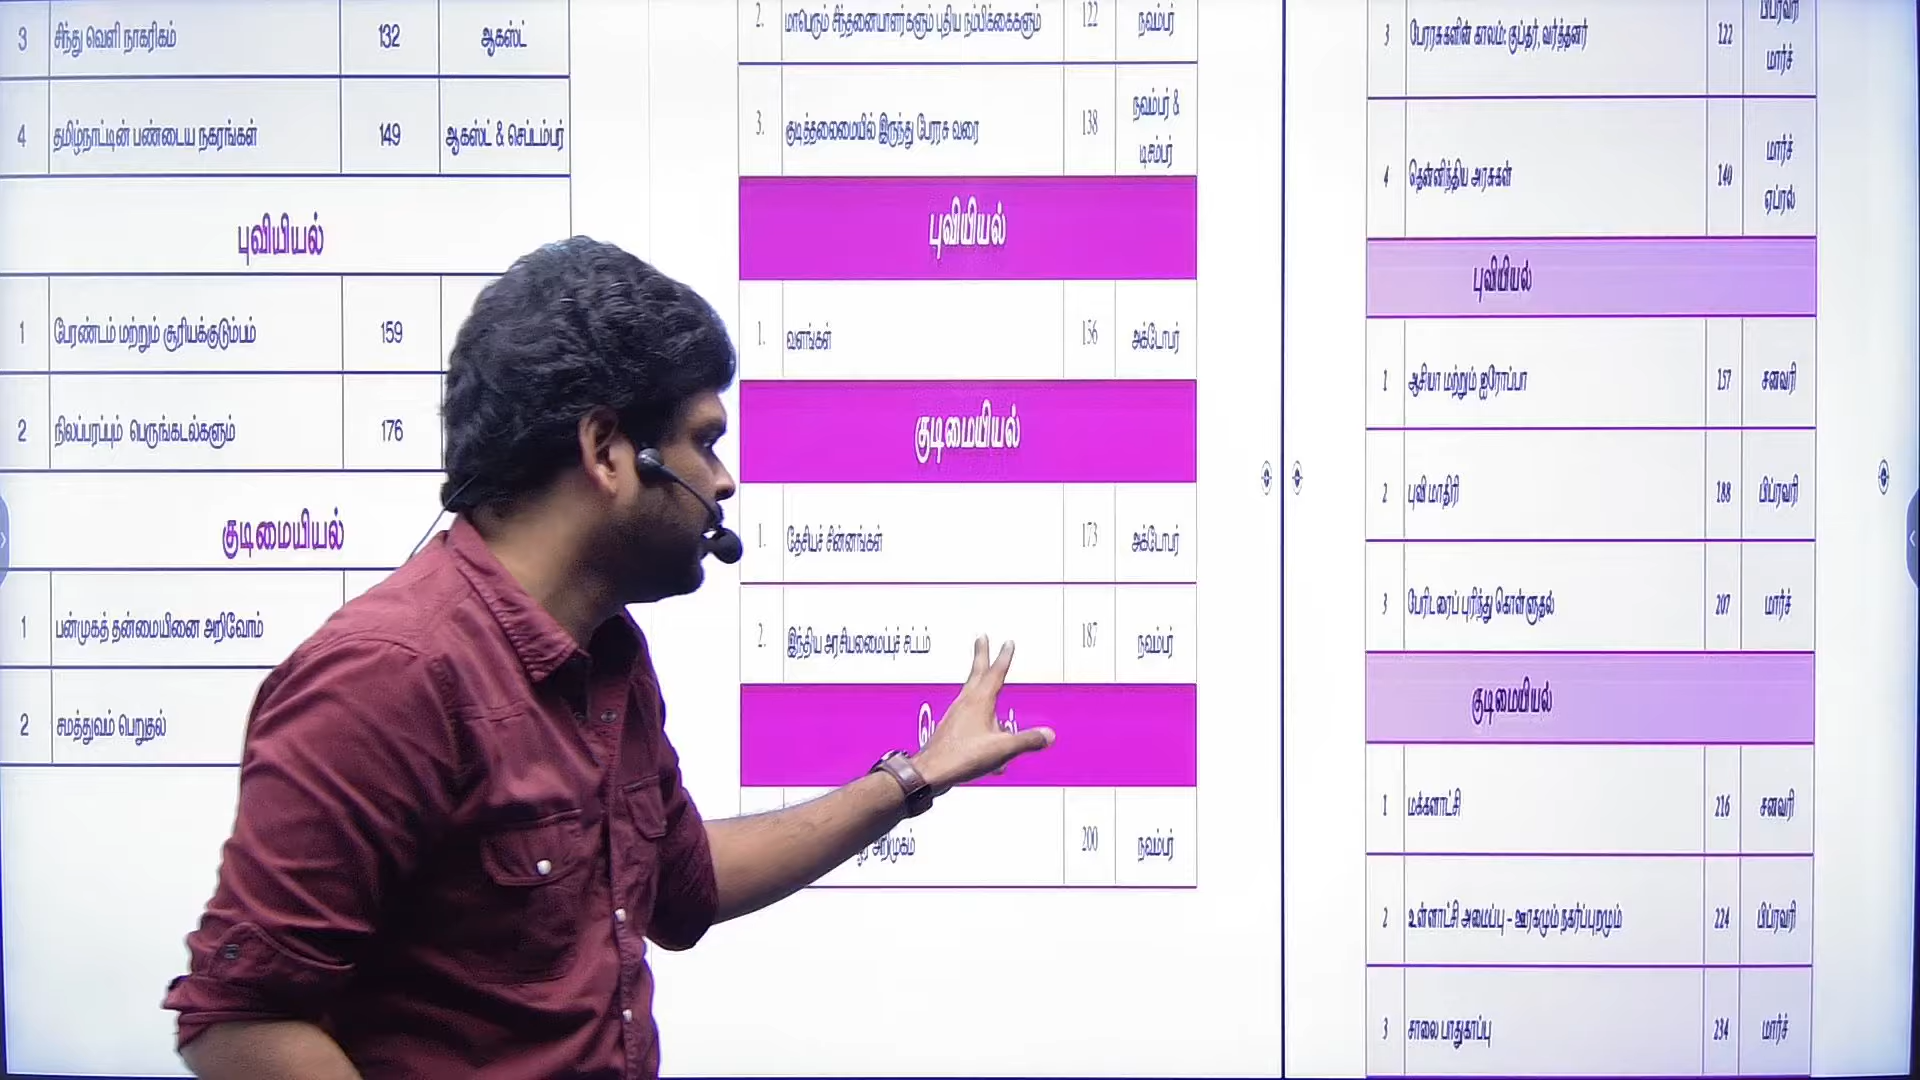 3 சிந்து வெளி நாகரிகம் 132 ஆகஸ்ட்
4 தமிழ்நாட்டின் பண்டைய நகரங்கள் 149 ஆகஸ்ட் & செப்டம்பர்
புவியியல்
1 பேரண்டம் மற்றும் சூரியக்குடும்பம் 159
2 நிலப்பரப்பும் பெருங்கடல்களும் 176
குடிமையியல்
1 பன்முகத் தன்மையினை அறிவோம்
2 சமத்துவம் பெறுதல்
2. மாபெரும் சிந்தனையாளர்களும் புதிய நம்பிக்கைகளும் 122 நவம்பர்
3. குடித்தலைமையில் இருந்து பேரரசு வரை 138 நவம்பர் &
டிசம்பர்
புவியியல்
1. வளங்கள் 156 அக்டோபர்
குடிமையியல்
1. தேசியச் சின்னங்கள் 173 அக்டோபர்
2. இந்திய அரசியலமைப்புச் சட்டம் 187 நவம்பர்
அறிமுகம் 200 நவம்பர்
பிப்ரவரி
3 பேரரசுகளின் காலம்: குப்தர், வர்த்தனர் 122
மார்ச்
மார்ச்
4 தென்னிந்திய அரசுகள் 140
ஏப்ரல்
புவியியல்
1 ஆசியா மற்றும் ஐரோப்பா 157 சனவரி
2 புவி மாதிரி 188 பிப்ரவரி
3 பேரிடரைப் புரிந்து கொள்ளுதல் 207 மார்ச்
குடிமையியல்
1 மக்களாட்சி 216 சனவரி
2 உள்ளாட்சி அமைப்பு – ஊரகமும் நகர்ப்புறமும் 224 பிப்ரவரி
3 சாலை பாதுகாப்பு 234 மார்ச்